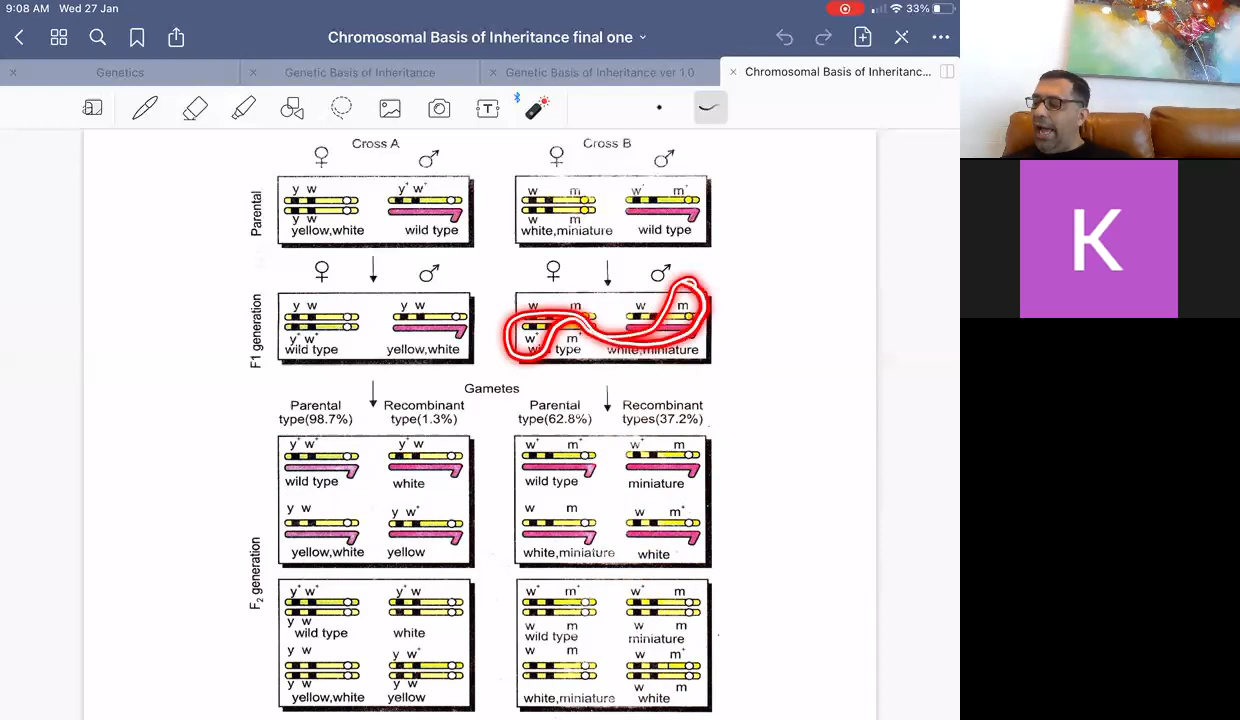 9:08 AM Wed 27 Jan
33%
Chromosomal Basis of Inheritance final one
Genetics
Genetic Basis of Inheritance
Genetic Basis of Inheritance ver 1.0
Chromosomal Basis of Inheritanc...
T
Cross A
Cross B
♀ ♂ ♀ ♂
Parental
y w
y⁺ w⁺
w m
w⁺ m⁺
y w
w m
yellow,white
wild type
white,miniature
wild type
♀ ♂ ♀ ♂
F1 generation
y w
y w
w m
w m
y⁺ w⁺
w⁺ m⁺
wild type
yellow,white
wild type
white,miniature
Gametes
Parental
type(98.7%)
Recombinant
type(1.3%)
Parental
type(62.8%)
Recombinant
types(37.2%)
F₂ generation
y⁺ w⁺
y⁺ w
w⁺ m⁺
w⁺ m
wild type
white
wild type
miniature
y w
y w⁺
w m
w m⁺
yellow,white
yellow
white,miniature
white
y⁺ w⁺
y⁺ w
w⁺ m⁺
w⁺ m
y w
w m
w m
wild type
white
wild type
miniature
y w
y w⁺
w m
w m⁺
y w
y w
w m
yellow,white
yellow
white,miniature
white
K